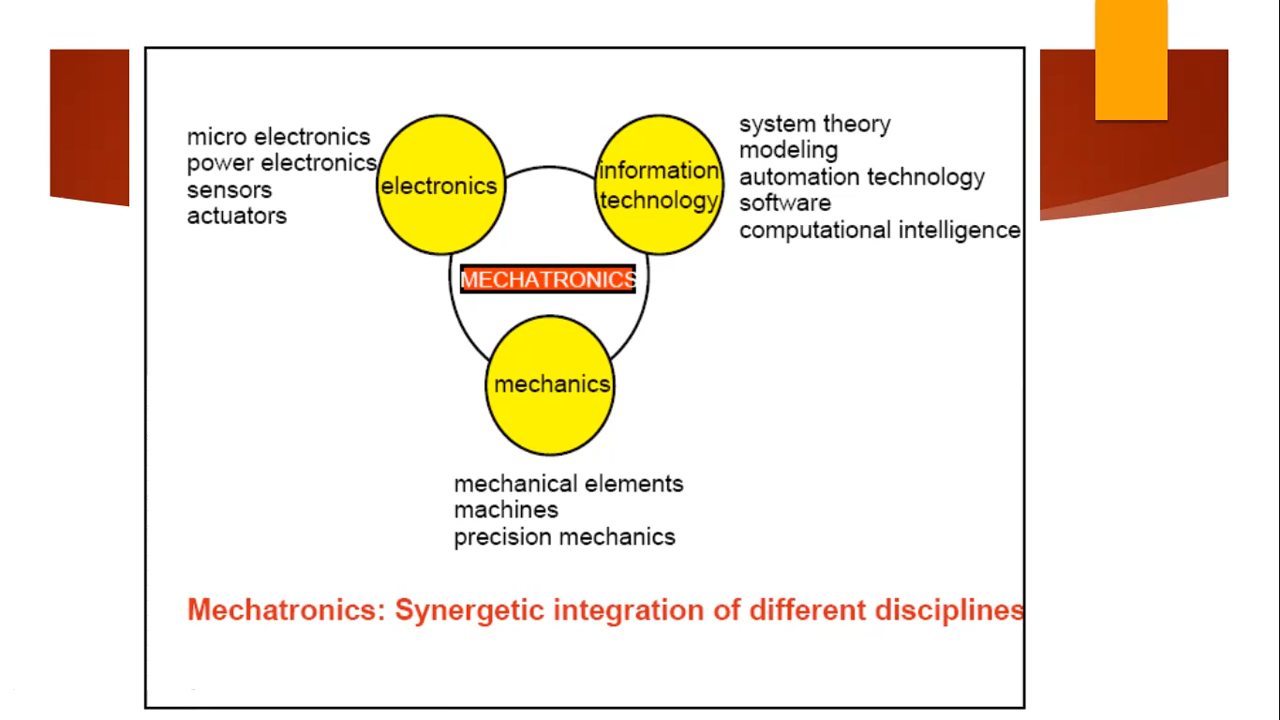 micro electronics
power electronics
sensors
actuators
electronics
information
technology
system theory
modeling
automation technology
software
computational intelligence
MECHATRONICS
mechanics
mechanical elements
machines
precision mechanics
Mechatronics: Synergetic integration of different disciplines